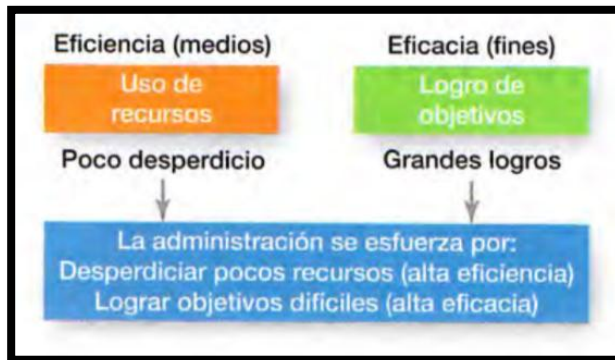 Eficiencia (medios)
Eficacia (fines)
Uso de
recursos
Logro de
objetivos
Poco desperdicio
Grandes logros
La administración se esfuerza por:
Desperdiciar pocos recursos (alta eficiencia)
Lograr objetivos difíciles (alta eficacia)